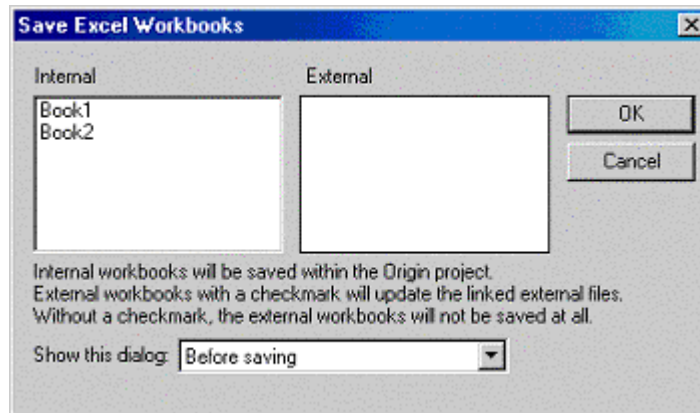 Save Excel Workbooks
Internal External
Book1
Book2
OK
Cancel
Internal workbooks will be saved within the Origin project.
External workbooks with a checkmark will update the linked external files.
Without a checkmark, the external workbooks will not be saved at all.
Show this dialog: Before saving